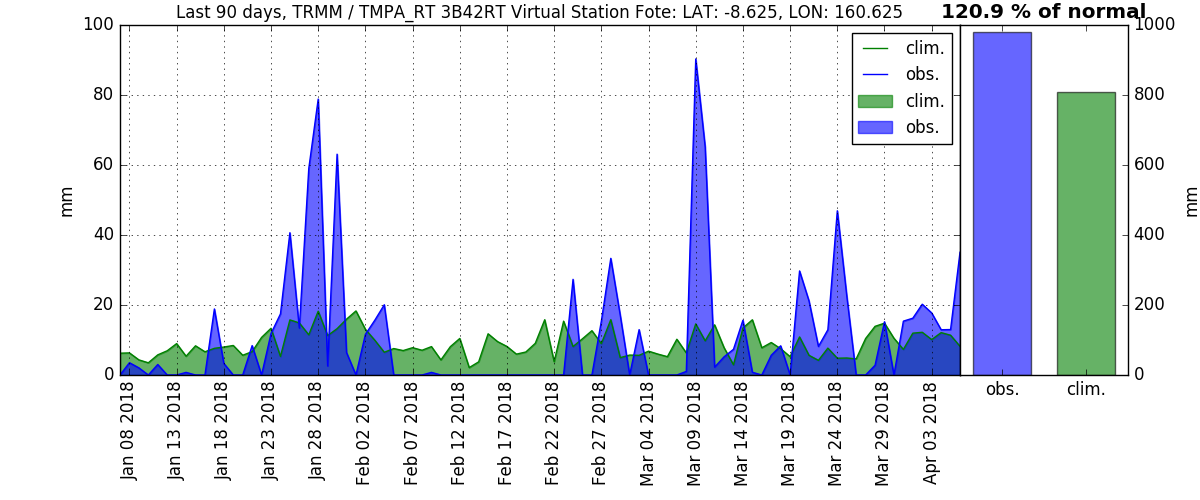 Last 90 days, TRMM / TMPA_RT 3B42RT Virtual Station Fote: LAT: -8.625, LON: 160.625
120.9 % of normal
100
80
60
40
20
0
mm
clim.
obs.
clim.
obs.
1000
800
600
400
200
0
mm
Jan 08 2018
Jan 13 2018
Jan 18 2018
Jan 23 2018
Jan 28 2018
Feb 02 2018
Feb 07 2018
Feb 12 2018
Feb 17 2018
Feb 22 2018
Feb 27 2018
Mar 04 2018
Mar 09 2018
Mar 14 2018
Mar 19 2018
Mar 24 2018
Mar 29 2018
Apr 03 2018
obs.
clim.